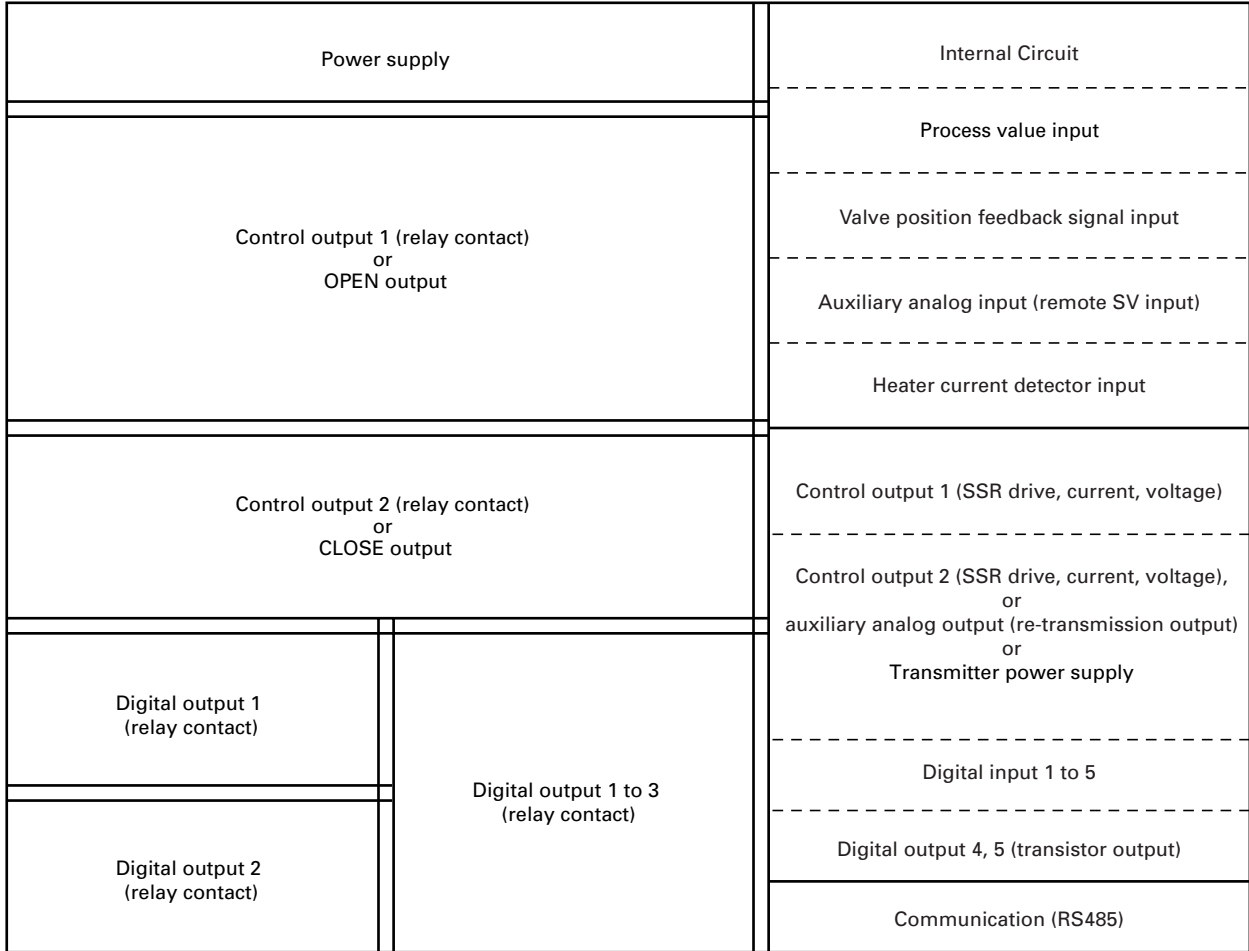 Power supply
Control output 1 (relay contact)
or
OPEN output
Control output 2 (relay contact)
or
CLOSE output
Digital output 1
(relay contact)
Digital output 2
(relay contact)
Digital output 1 to 3
(relay contact)
Internal Circuit
Process value input
Valve position feedback signal input
Auxiliary analog input (remote SV input)
Heater current detector input
Control output 1 (SSR drive, current, voltage)
Control output 2 (SSR drive, current, voltage),
or
auxiliary analog output (re-transmission output)
or
Transmitter power supply
Digital input 1 to 5
Digital output 4, 5 (transistor output)
Communication (RS485)